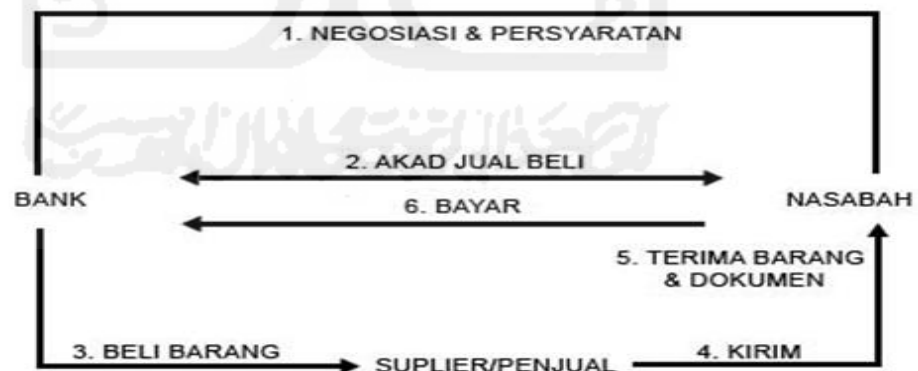 1. NEGOSIASI & PERSYARATAN
2. AKAD JUAL BELI
BANK
NASABAH
6. BAYAR
5. TERIMA BARANG
& DOKUMEN
3. BELI BARANG
SUPLIER/PENJUAL
4. KIRIM